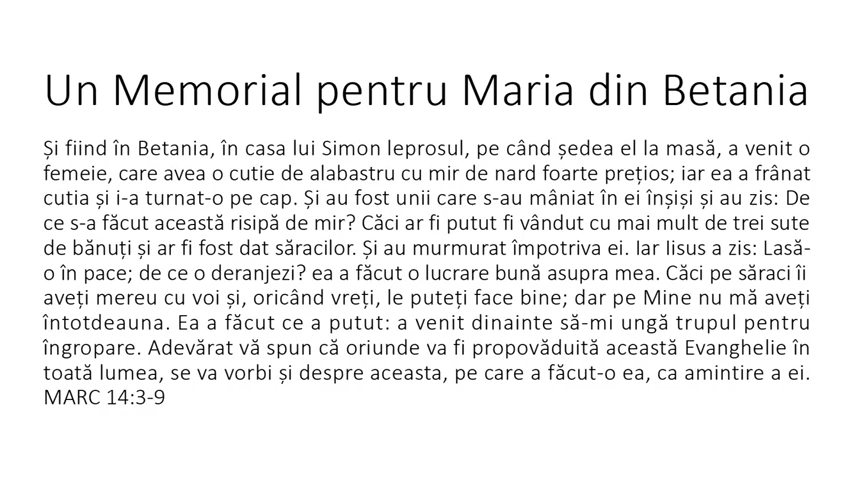 Un Memorial pentru Maria din Betania
Și fiind în Betania, în casa lui Simon leprosul, pe când ședea el la masă, a venit o
femeie, care avea o cutie de alabastru cu mir de nard foarte prețios; iar ea a frânat
cutia și i-a turnat-o pe cap. Și au fost unii care s-au mâniat în ei înșiși și au zis: De
ce s-a făcut această risipă de mir? Căci ar fi putut fi vândut cu mai mult de trei sute
de bănuți și ar fi fost dat săracilor. Și au murmurat împotriva ei. Iar Iisus a zis: Lasă-
o în pace; de ce o deranjezi? ea a făcut o lucrare bună asupra mea. Căci pe săraci îi
aveți mereu cu voi și, oricând vreți, le puteți face bine; dar pe Mine nu mă aveți
întotdeauna. Ea a făcut ce a putut: a venit dinainte să-mi ungă trupul pentru
îngropare. Adevărat vă spun că oriunde va fi propovăduită această Evanghelie în
toată lumea, se va vorbi și despre aceasta, pe care a făcut-o ea, ca amintire a ei.
MARC 14:3-9